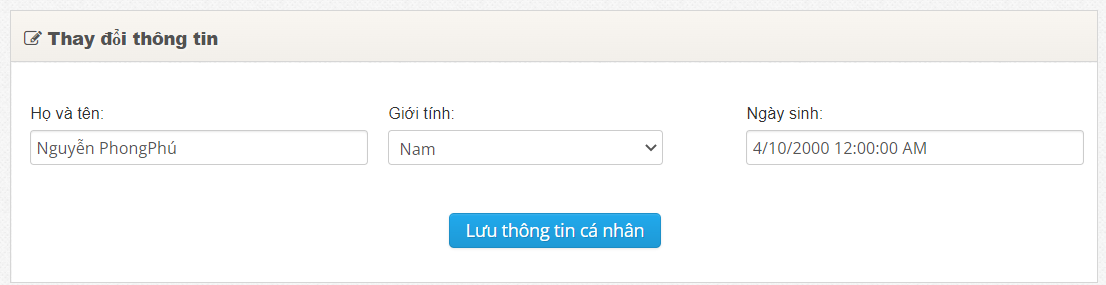 Thay đổi thông tin
Họ và tên: Giới tính: Ngày sinh:
Nguyễn PhongPhú Nam 4/10/2000 12:00:00 AM
Lưu thông tin cá nhân